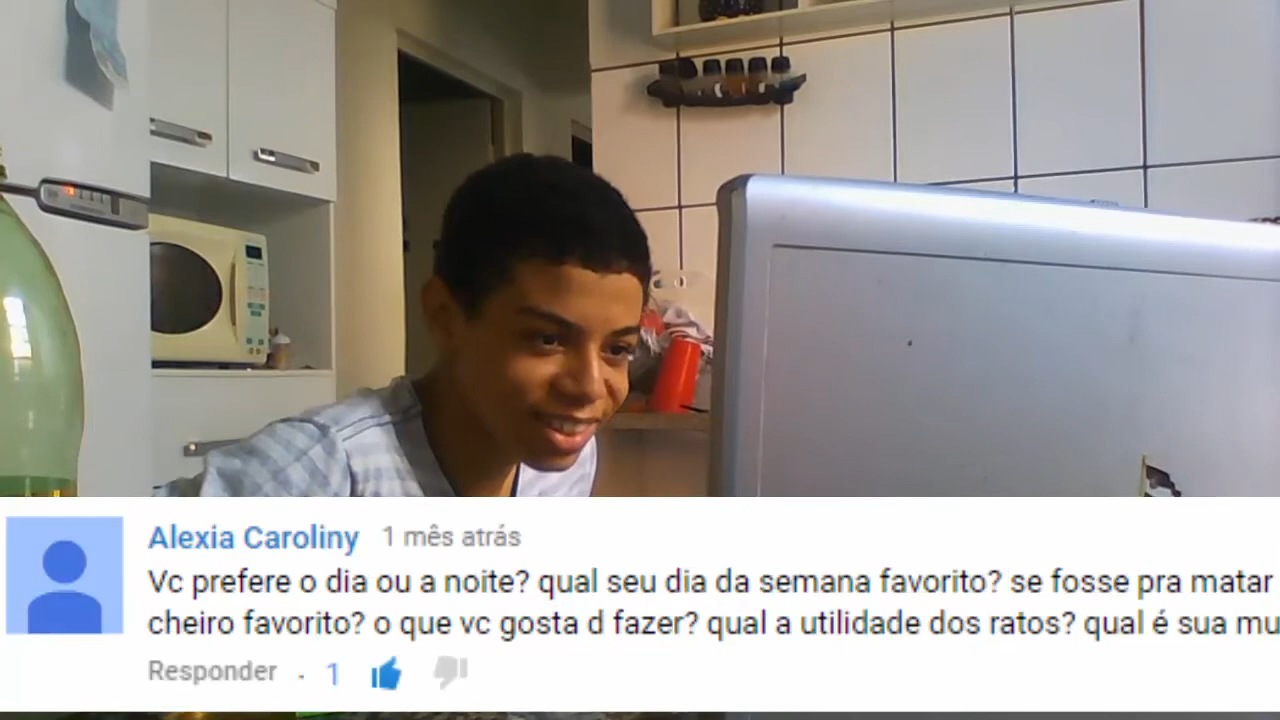 Alexia Caroliny 1 mês atrás
Vc prefere o dia ou a noite? qual seu dia da semana favorito? se fosse pra matar
cheiro favorito? o que vc gosta d fazer? qual a utilidade dos ratos? qual é sua mu
Responder . 1